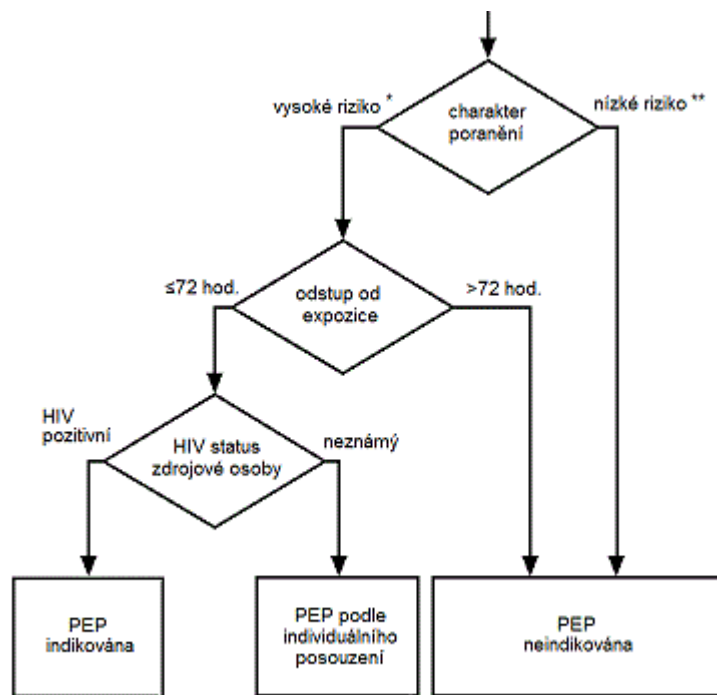 vysoké riziko *
charakter
poranění
nízké riziko **
≤72 hod.
odstup od
expozice
>72 hod.
HIV
pozitivní
HIV status
zdrojové osoby
neznámý
PEP
indikována
PEP podle
individuálního
posouzení
PEP
neindikována